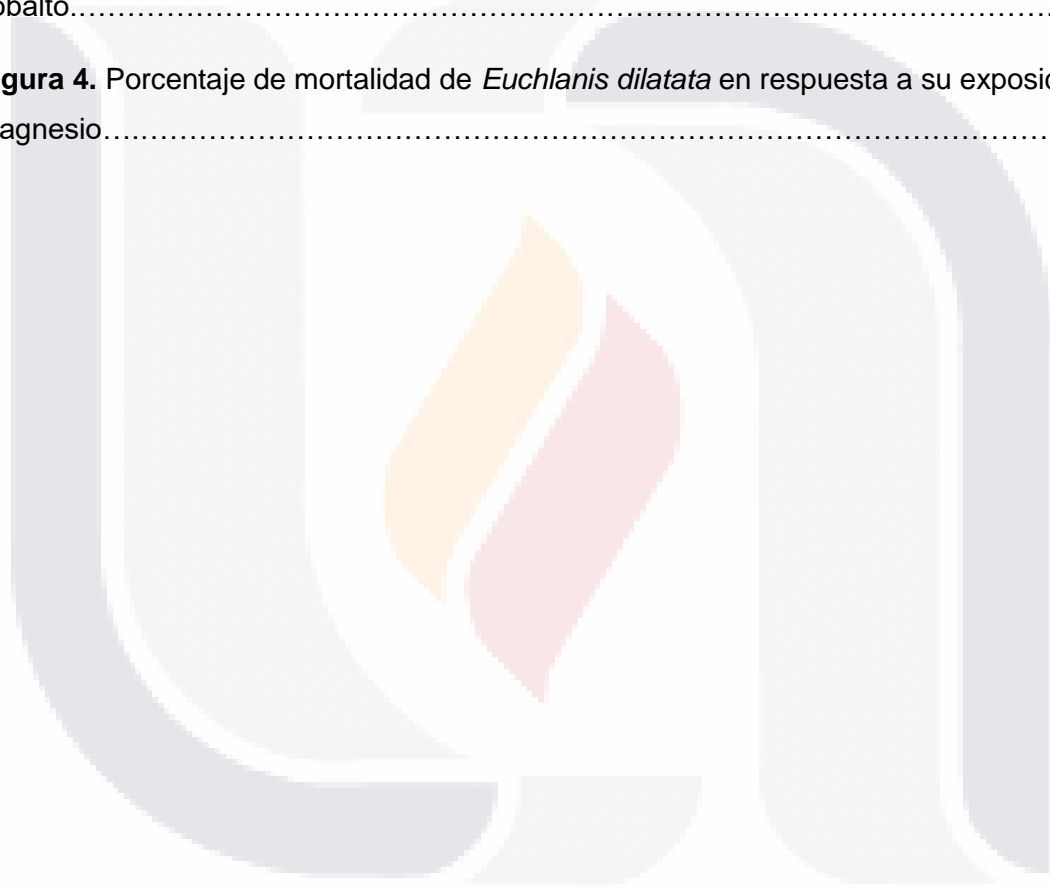 obalto……………………………………………………………………………………
gura 4. Porcentaje de mortalidad de Euchlanis dilatata en respuesta a su exposic
agnesio…..………………………………………………………………………………